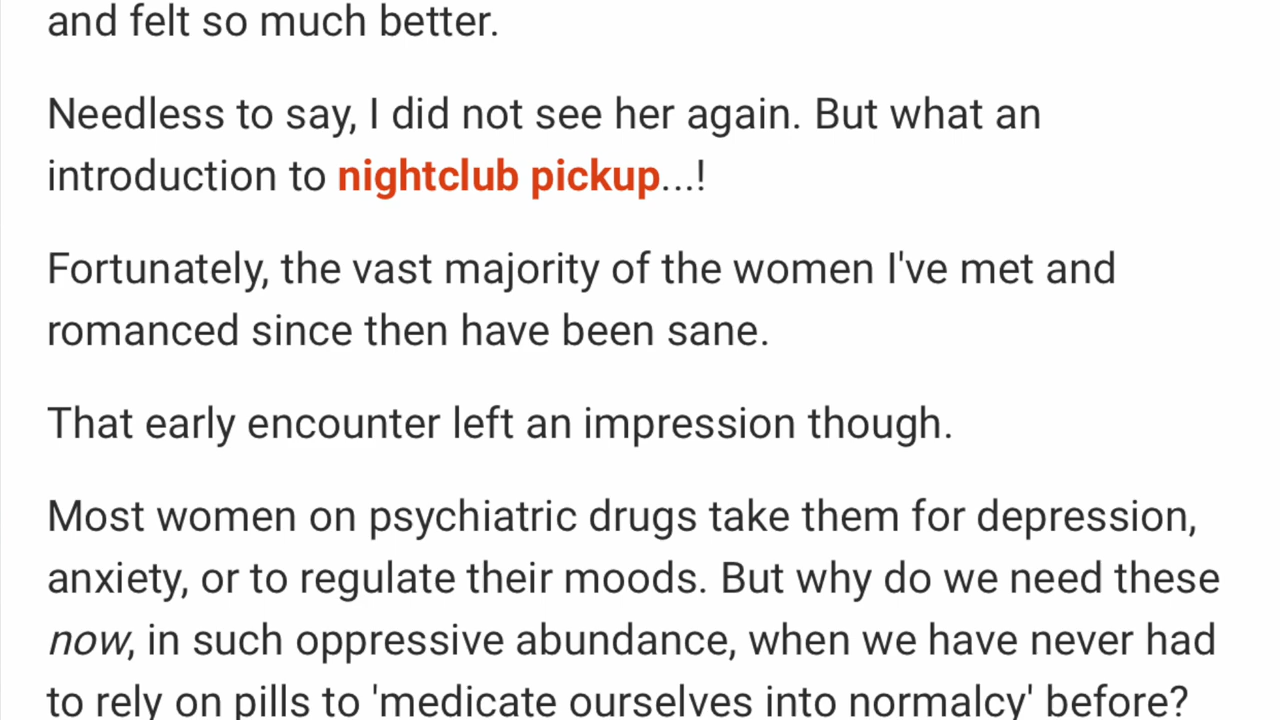 and felt so much better.
Needless to say, I did not see her again. But what an
introduction to nightclub pickup...!
Fortunately, the vast majority of the women I've met and
romanced since then have been sane.
That early encounter left an impression though.
Most women on psychiatric drugs take them for depression,
anxiety, or to regulate their moods. But why do we need these
now, in such oppressive abundance, when we have never had
to rely on pills to 'medicate ourselves into normalcy' before?